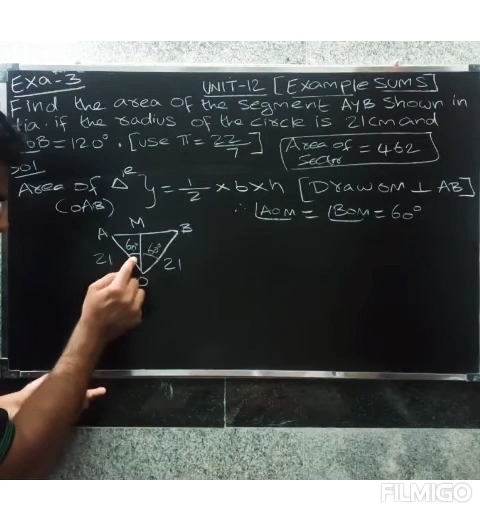 Exa-3
UNIT-12 [Example SUMS]
Find the area of the segment AYB shown in
if the radius of the circle is 21cm and
OB=120°. [use π=22/7]
Area of Sector = 462
Sol
Area of Δle = 1/2 × b × h [Draw OM ⊥ AB]
(OAB)
∴ ∠AOM = ∠BOM = 60°
M
A
B
60° 60°
21 21
O
FILMIGO